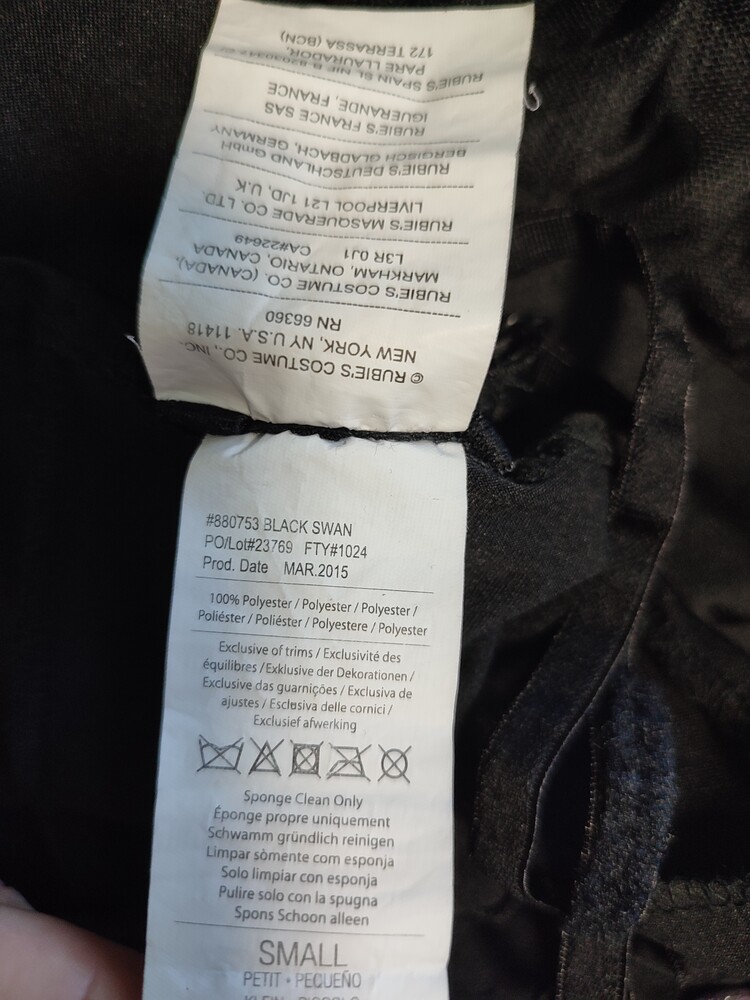 © RUBIE'S COSTUME CO., INC.
NEW YORK, NY U.S.A. 11418
RN 66360
RUBIE'S COSTUME CO. (CANADA),
MARKHAM, ONTARIO, CANADA
L3R 0J1 CA#22649
RUBIE'S MASQUERADE CO. LTD.
LIVERPOOL L21 1JD, U.K
RUBIE'S DEUTSCHLAND GmbH
BERGISCH GLADBACH, GERMANY
RUBIE'S FRANCE SAS
IGUERANDE, FRANCE
RUBIE'S SPAIN SL NIF
PARE LLAURADOR,
172 TERRASSA (BCN)
#880753 BLACK SWAN
PO/Lot#23769 FTY#1024
Prod. Date MAR.2015
100% Polyester / Polyester / Polyester /
Poliéster / Poliéster / Polyestere / Polyester
Exclusive of trims / Exclusivité des
équilibres / Exklusive der Dekorationen /
Exclusive das guarnições / Exclusiva de
ajustes / Esclusiva delle cornici /
Exclusief afwerking
Sponge Clean Only
Éponge propre uniquement
Schwamm gründlich reinigen
Limpar sòmente com esponja
Solo limpiar con esponja
Pulire solo con la spugna
Spons Schoon alleen
SMALL
PETIT • PEQUEÑO